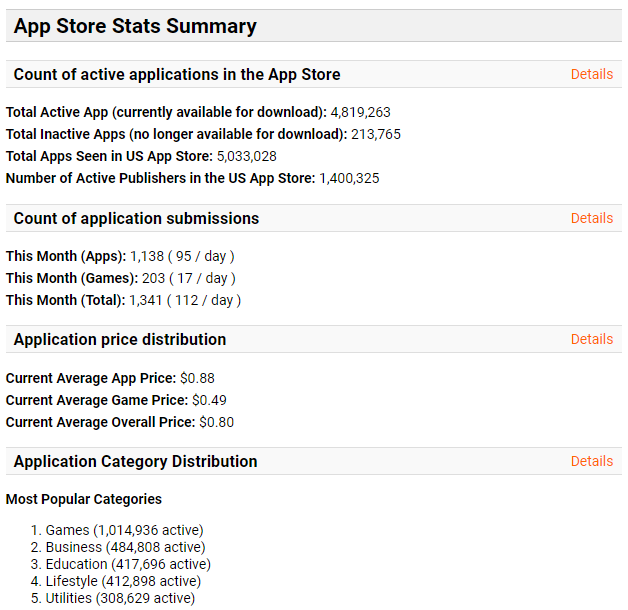 App Store Stats Summary
Count of active applications in the App Store Details
Total Active App (currently available for download): 4,819,263
Total Inactive Apps (no longer available for download): 213,765
Total Apps Seen in US App Store: 5,033,028
Number of Active Publishers in the US App Store: 1,400,325
Count of application submissions Details
This Month (Apps): 1,138 ( 95 / day )
This Month (Games): 203 ( 17 / day )
This Month (Total): 1,341 ( 112 / day )
Application price distribution Details
Current Average App Price: $0.88
Current Average Game Price: $0.49
Current Average Overall Price: $0.80
Application Category Distribution Details
Most Popular Categories
1. Games (1,014,936 active)
2. Business (484,808 active)
3. Education (417,696 active)
4. Lifestyle (412,898 active)
5. Utilities (308,629 active)